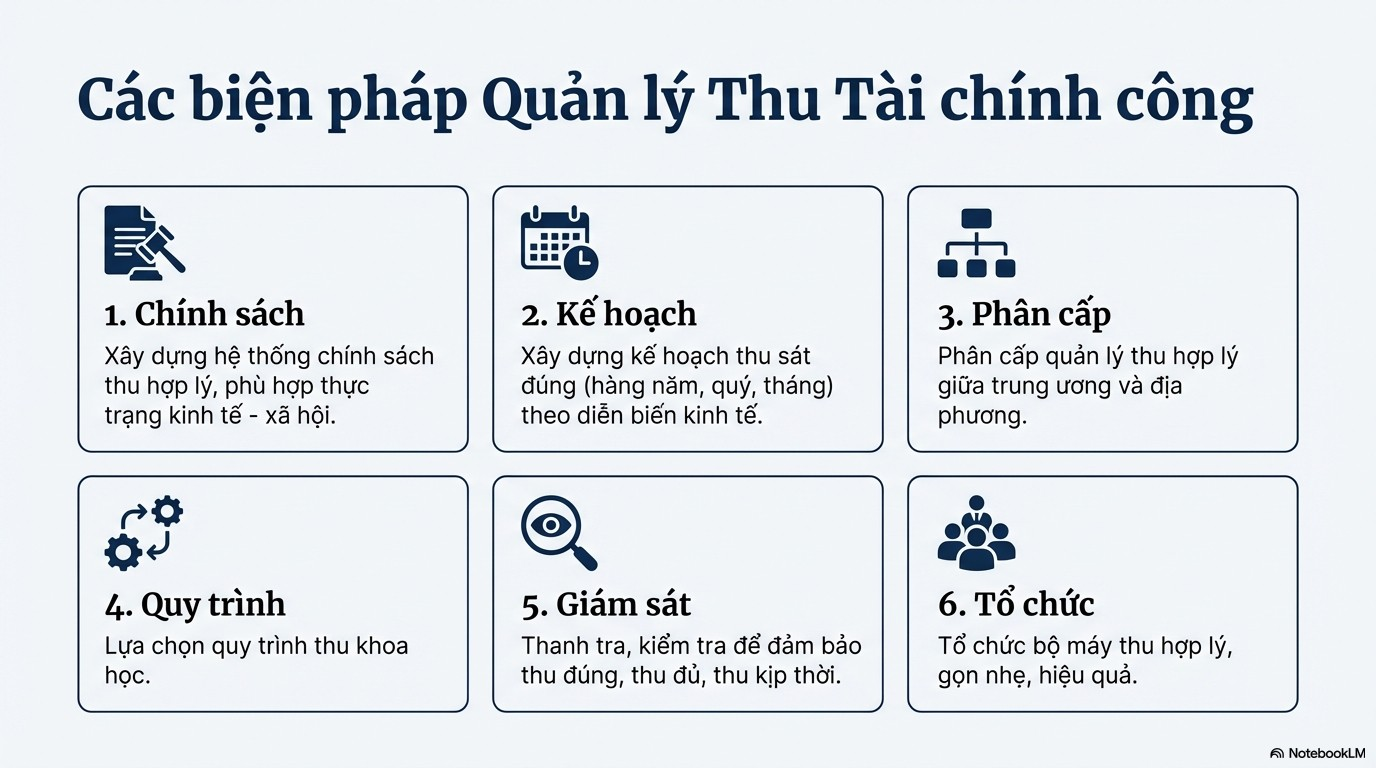 Các biện pháp Quản lý Thu Tài chính công
1. Chính sách
Xây dựng hệ thống chính sách
thu hợp lý, phù hợp thực
trạng kinh tế - xã hội.
2. Kế hoạch
Xây dựng kế hoạch thu sát
đúng (hàng năm, quý, tháng)
theo diễn biến kinh tế.
3. Phân cấp
Phân cấp quản lý thu hợp lý
giữa trung ương và địa
phương.
4. Quy trình
Lựa chọn quy trình thu khoa
học.
5. Giám sát
Thanh tra, kiểm tra để đảm bảo
thu đúng, thu đủ, thu kịp thời.
6. Tổ chức
Tổ chức bộ máy thu hợp lý,
gọn nhẹ, hiệu quả.
NotebookLM